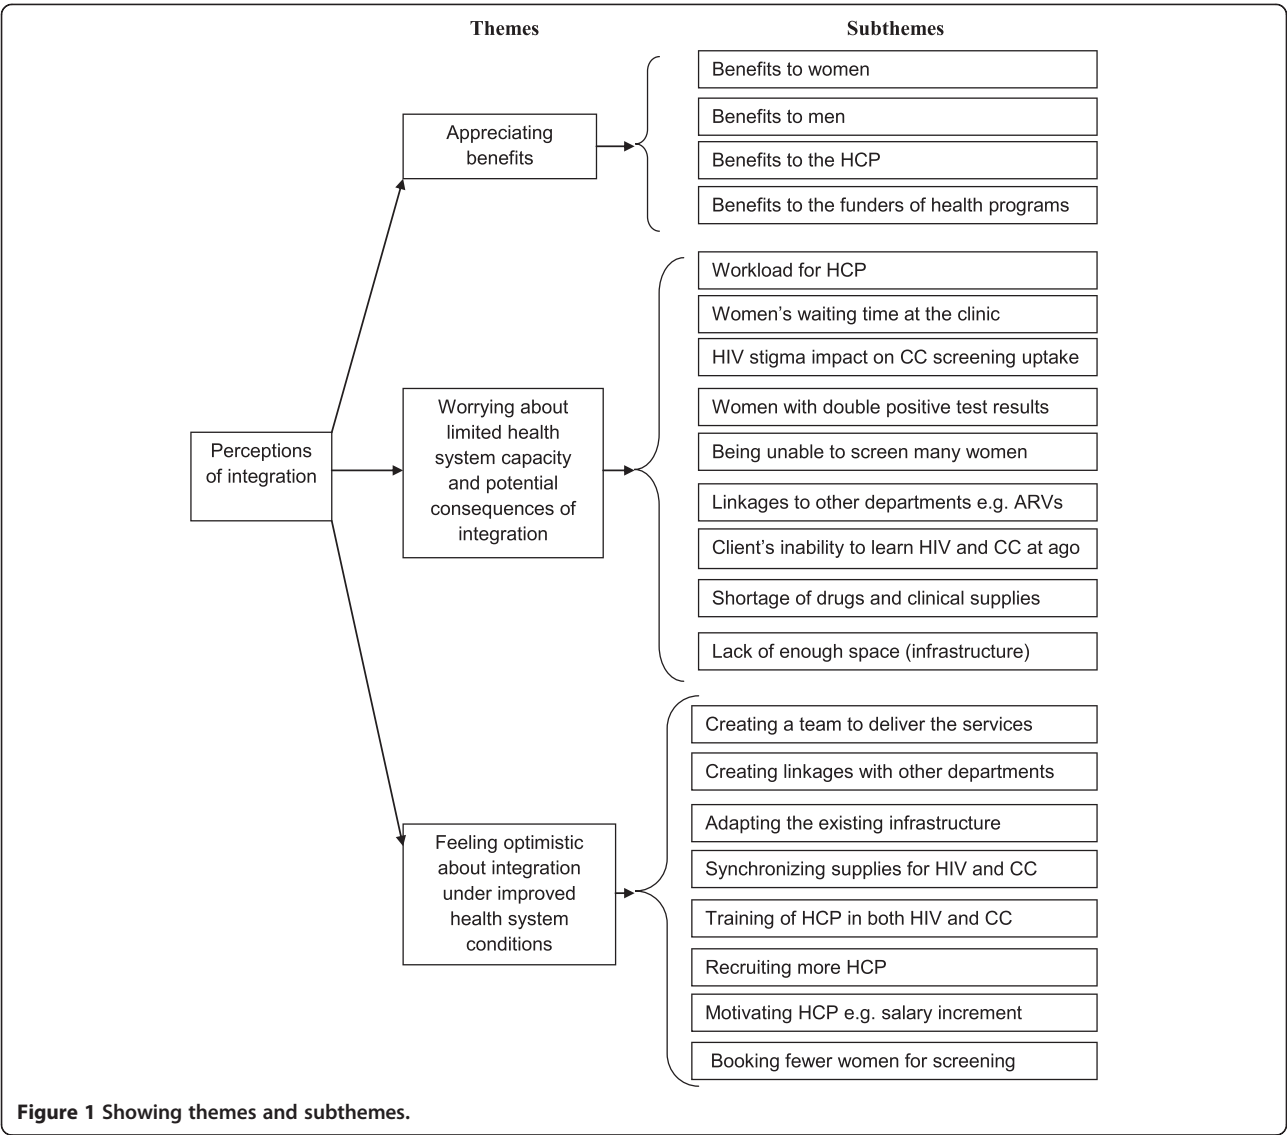 Themes
Subthemes
Perceptions
of integration
Appreciating
benefits
Benefits to women
Benefits to men
Benefits to the HCP
Benefits to the funders of health programs
Worrying about
limited health
system capacity
and potential
consequences of
integration
Workload for HCP
Women’s waiting time at the clinic
HIV stigma impact on CC screening uptake
Women with double positive test results
Being unable to screen many women
Linkages to other departments e.g. ARVs
Client’s inability to learn HIV and CC at ago
Shortage of drugs and clinical supplies
Lack of enough space (infrastructure)
Feeling optimistic
about integration
under improved
health system
conditions
Creating a team to deliver the services
Creating linkages with other departments
Adapting the existing infrastructure
Synchronizing supplies for HIV and CC
Training of HCP in both HIV and CC
Recruiting more HCP
Motivating HCP e.g. salary increment
Booking fewer women for screening
Figure 1 Showing themes and subthemes.